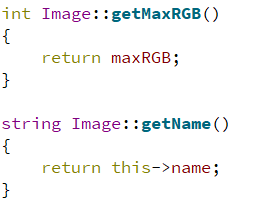 int Image::getMaxRGB()
{
    return maxRGB;
}

string Image::getName()
{
    return this->name;
}